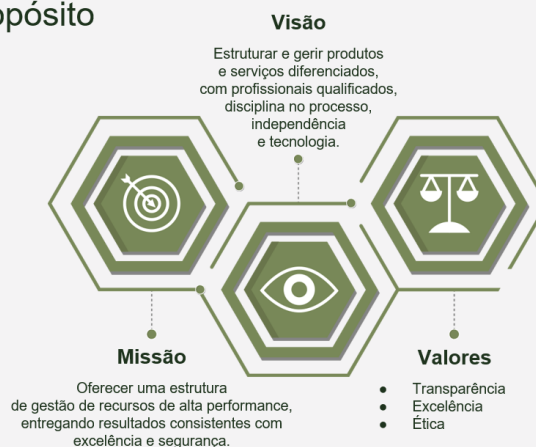 opósito
Visão
Estruturar e gerir produtos
e serviços diferenciados,
com profissionais qualificados,
disciplina no processo,
independência
e tecnologia.
Missão
Oferecer uma estrutura
de gestão de recursos de alta performance,
entregando resultados consistentes com
excelência e segurança.
Valores
● Transparência
● Excelência
● Ética